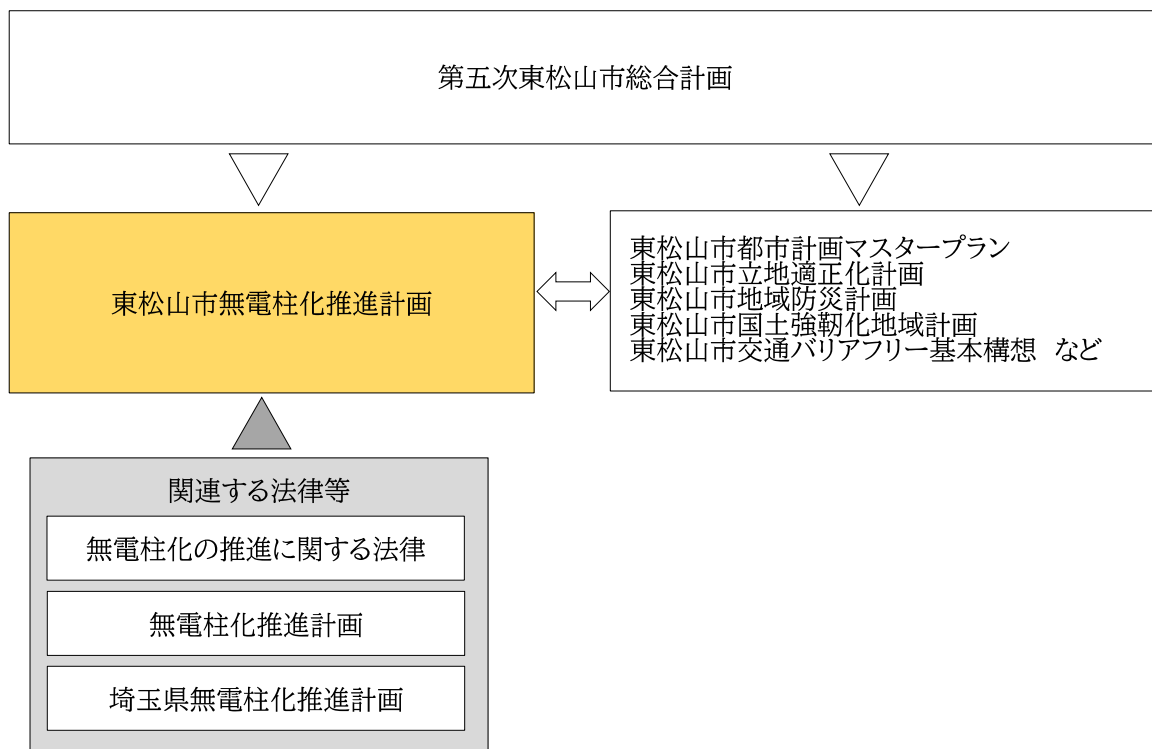 第五次東松山市総合計画
東松山市無電柱化推進計画
東松山市都市計画マスタープラン
東松山市立地適正化計画
東松山市地域防災計画
東松山市国土強靭化地域計画
東松山市交通バリアフリー基本構想　など
関連する法律等
無電柱化の推進に関する法律
無電柱化推進計画
埼玉県無電柱化推進計画